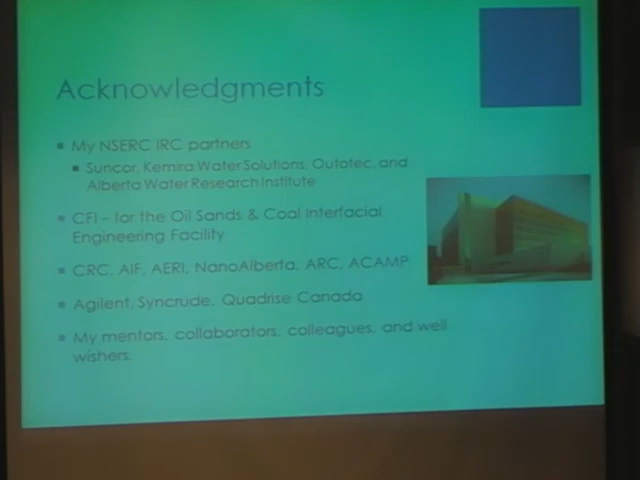 Acknowledgments
My NSERC IRC partners
Suncor, Kemira Water Solutions, Outotec, and
Alberta Water Research Institute
CFI – for the Oil Sands & Coal Interfacial
Engineering Facility
CRC, AIF, AERI, NanoAlberta, ARC, ACAMP
Agilent, Syncrude, Quadrise Canada
My mentors, collaborators, colleagues, and well
wishers.